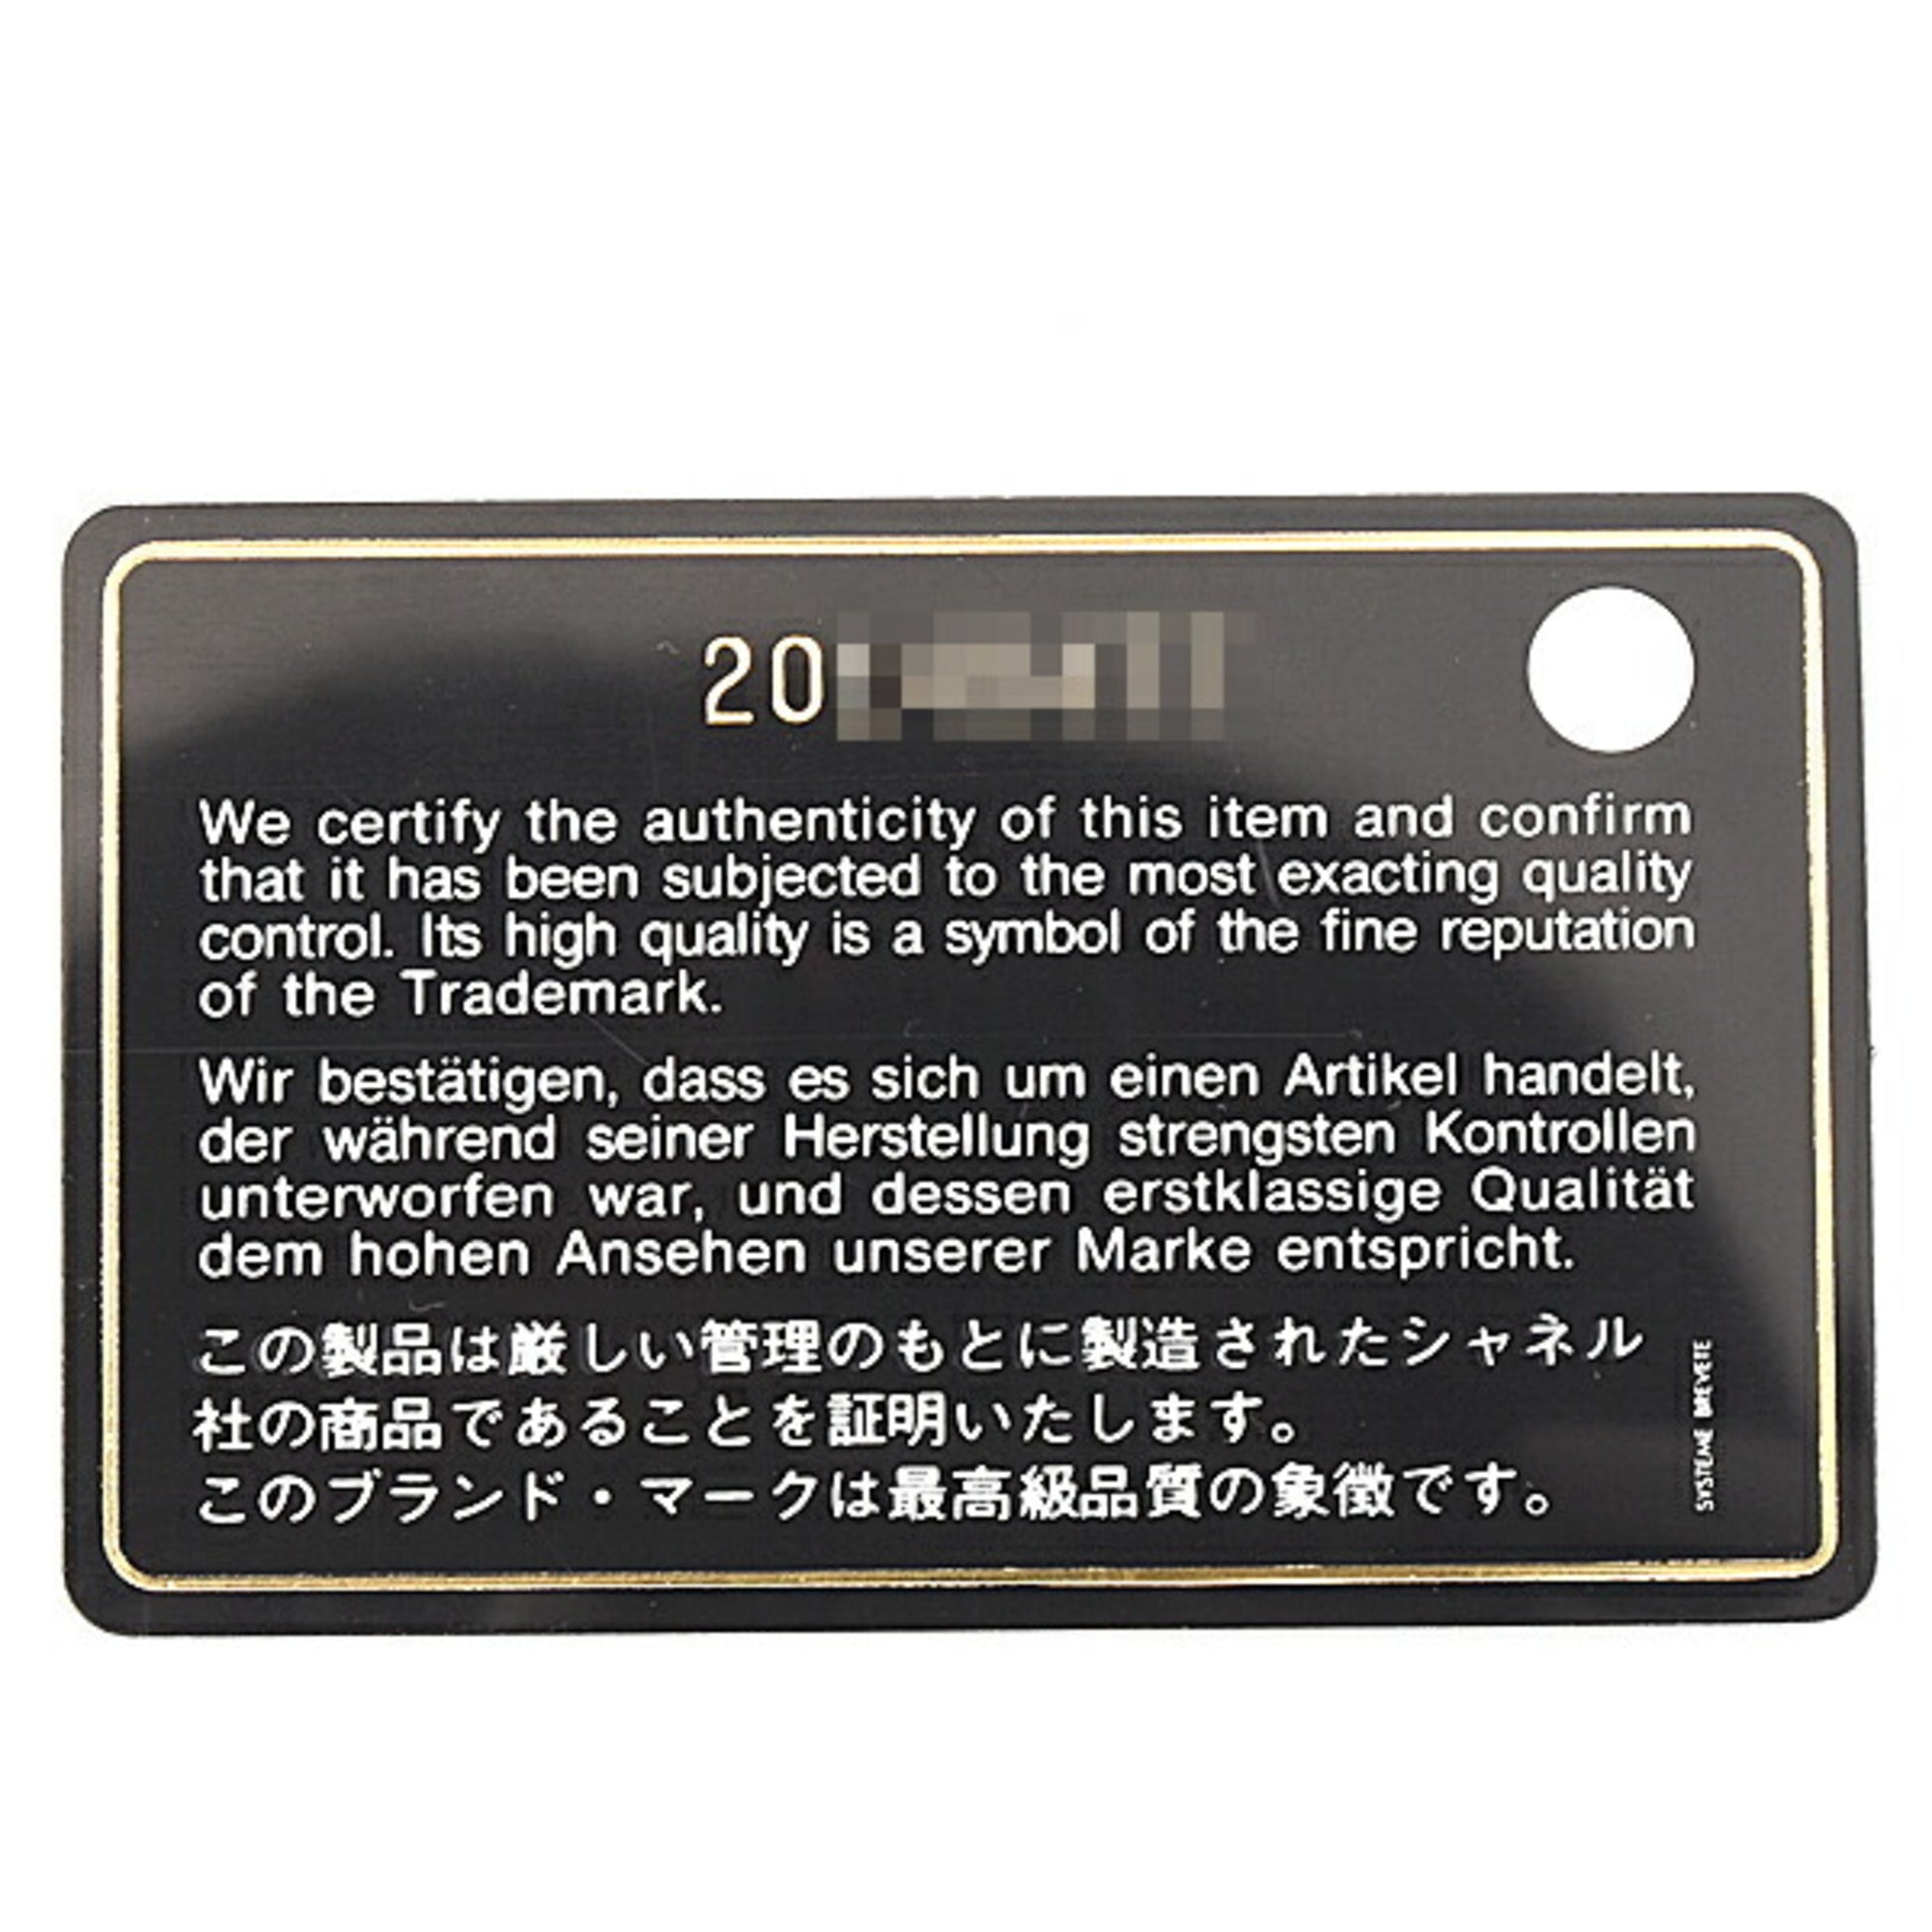 20
We certify the authenticity of this item and confirm
that it has been subjected to the most exacting quality
control. Its high quality is a symbol of the fine reputation
of the Trademark.
Wir bestätigen, dass es sich um einen Artikel handelt,
der während seiner Herstellung strengsten Kontrollen
unterworfen war, und dessen erstklassige Qualität
dem hohen Ansehen unserer Marke entspricht.
この製品は厳しい管理のもとに製造されたシャネル
社の商品であることを証明いたします。
このブランド・マークは最高級品質の象徴です。
SYSTEME BREVETE